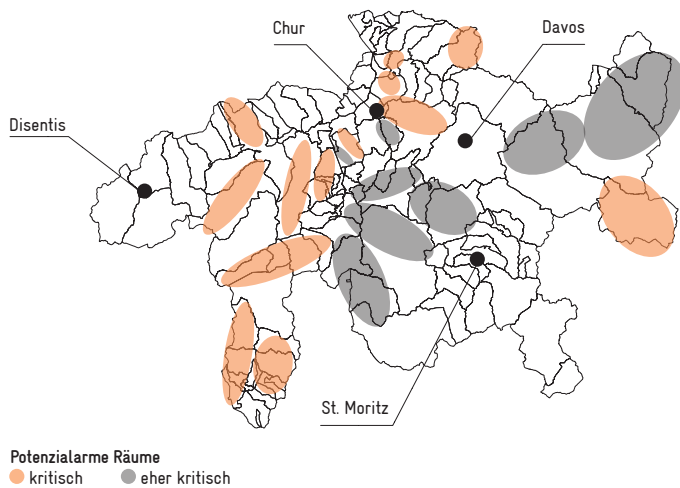 Chur
Davos
Disentis
St. Moritz
Potenzialarme Räume
kritisch
eher kritisch